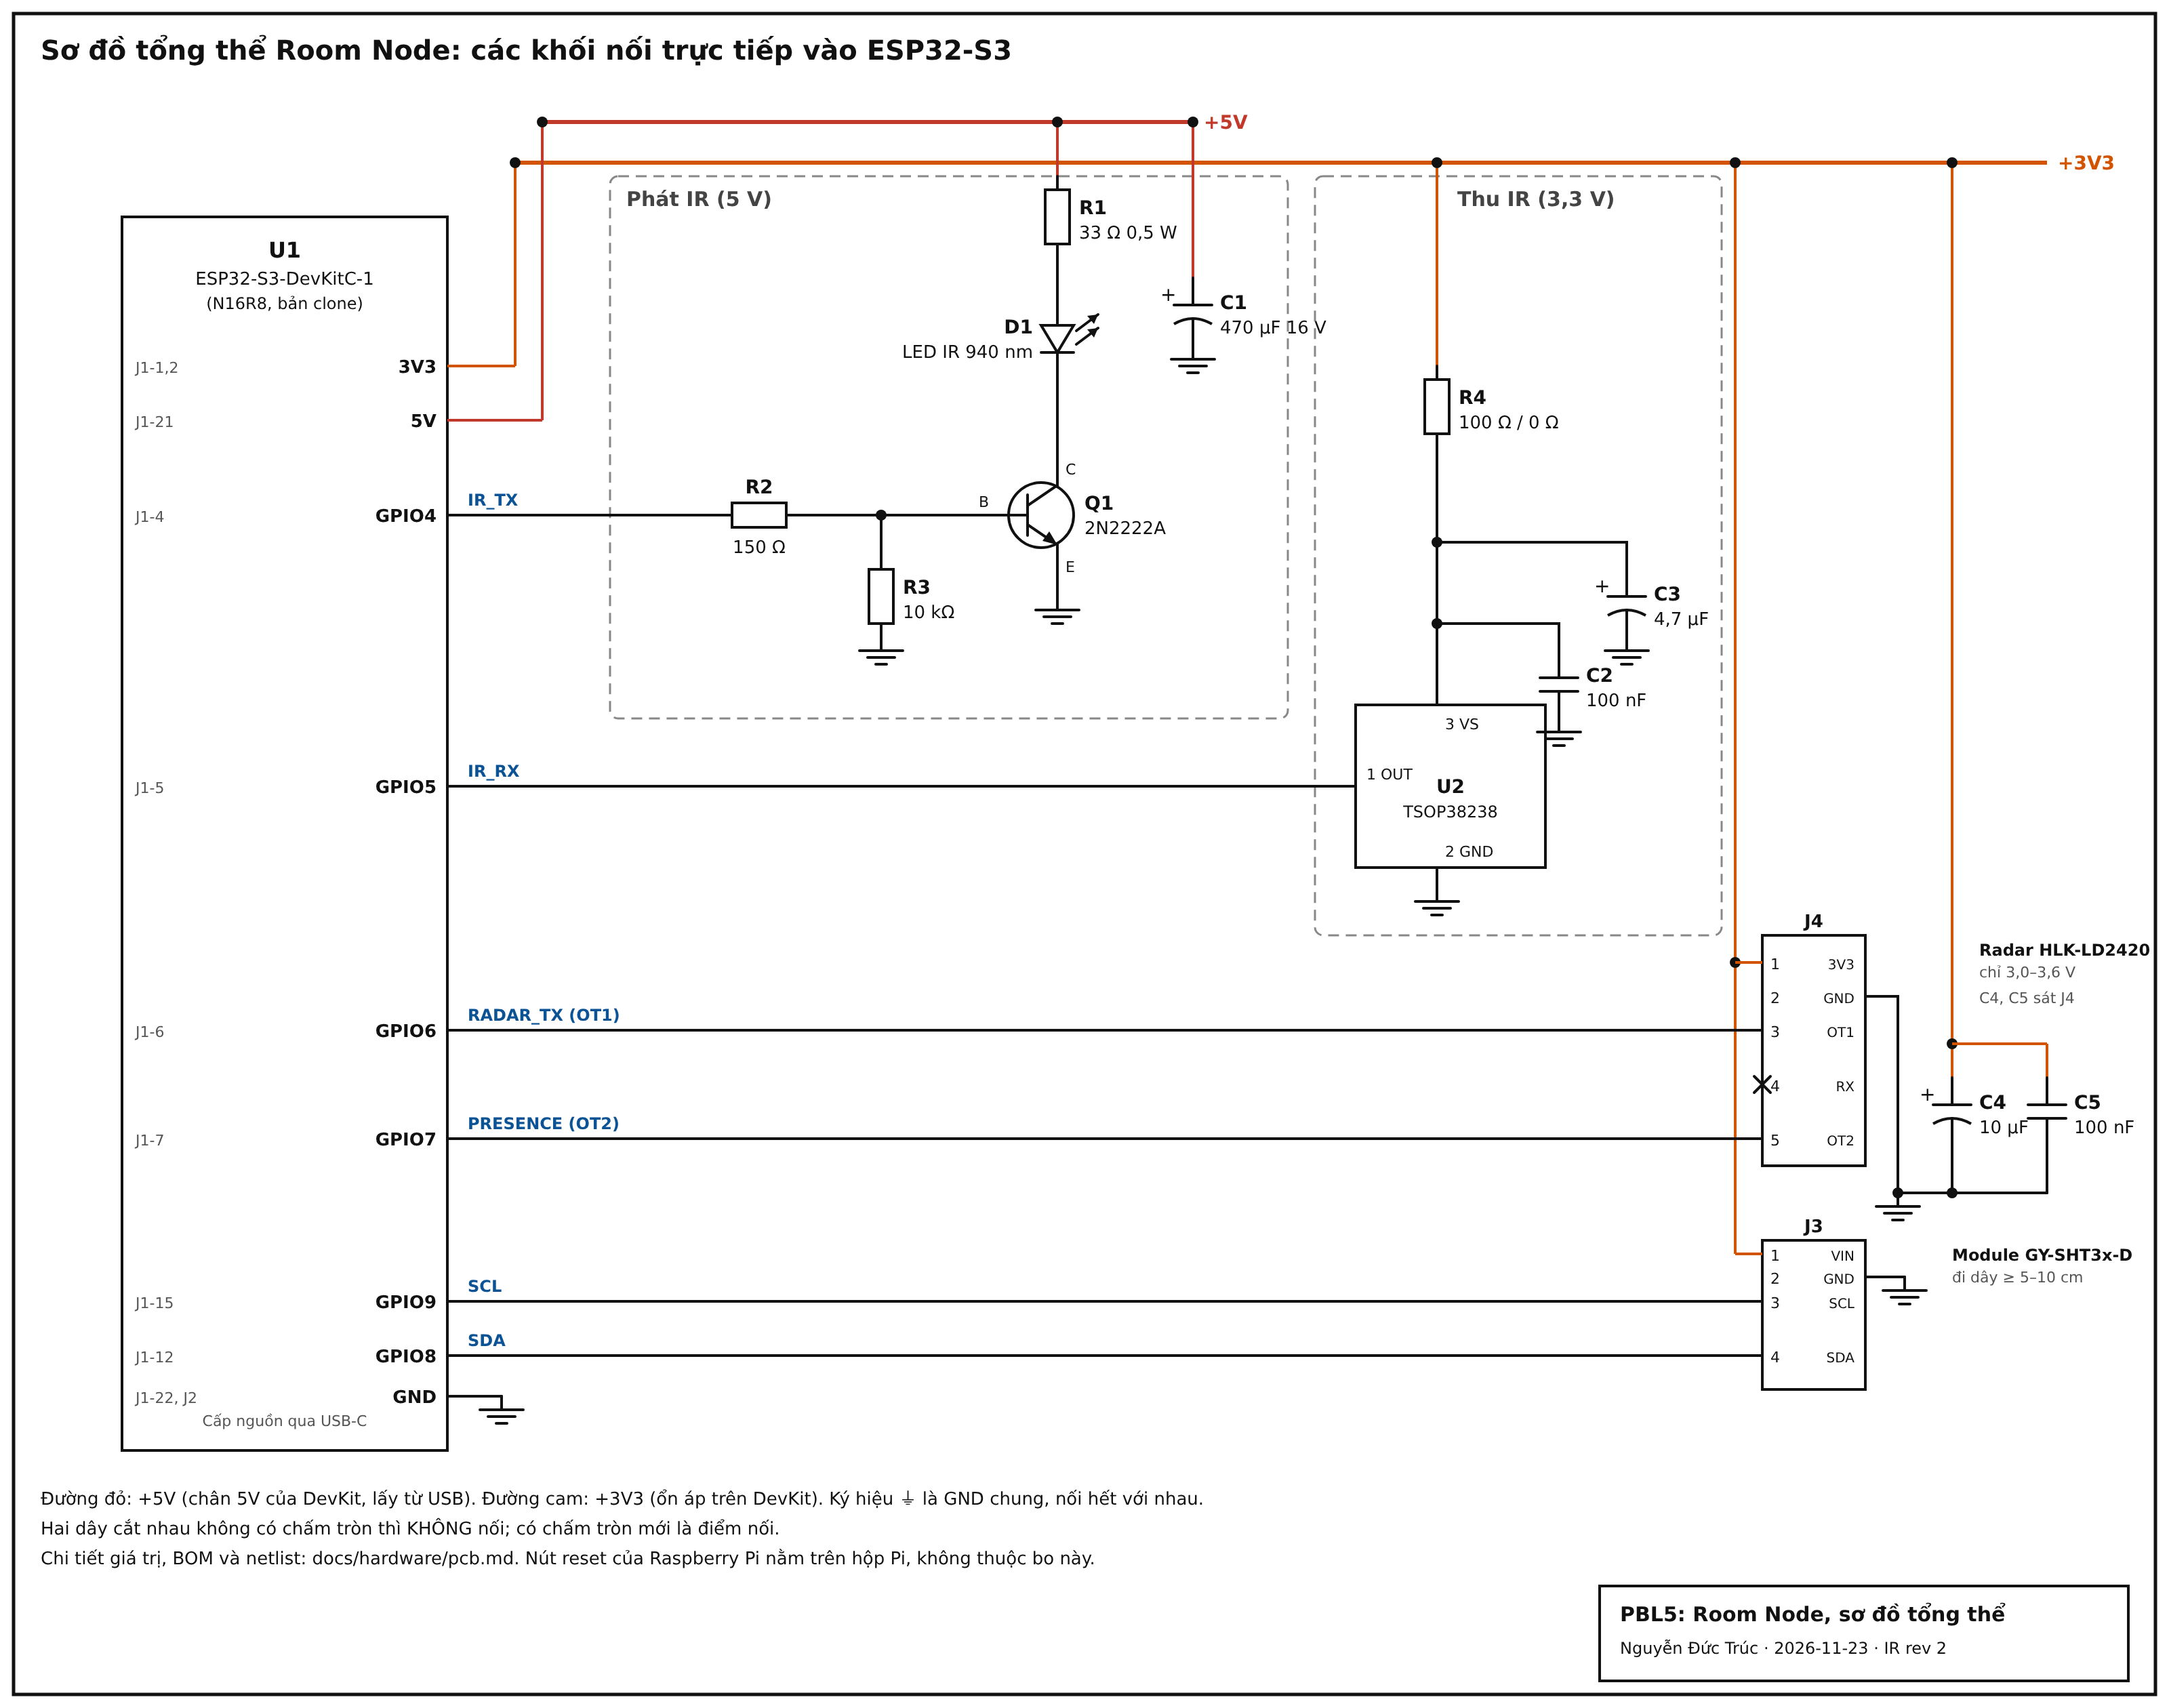 Sơ đồ tổng thể Room Node: các khối nối trực tiếp vào ESP32-S3
+5V
+3V3
Phát IR (5 V)
Thu IR (3,3 V)
U1
ESP32-S3-DevKitC-1
(N16R8, bản clone)
J1-1,2
3V3
J1-21
5V
J1-4
GPIO4
IR_TX
J1-5
GPIO5
IR_RX
J1-6
GPIO6
RADAR_TX (OT1)
J1-7
GPIO7
PRESENCE (OT2)
J1-15
GPIO9
SCL
J1-12
GPIO8
SDA
J1-22, J2
GND
Cấp nguồn qua USB-C
R1
33 Ω 0,5 W
D1
LED IR 940 nm
+
C1
470 µF 16 V
R2
150 Ω
R3
10 kΩ
C
B
E
Q1
2N2222A
R4
100 Ω / 0 Ω
+
C3
4,7 µF
C2
100 nF
3 VS
1 OUT
U2
TSOP38238
2 GND
J4
1 3V3
2 GND
3 OT1
4 RX
5 OT2
Radar HLK-LD2420
chỉ 3,0–3,6 V
C4, C5 sát J4
+
C4
10 µF
C5
100 nF
J3
1 VIN
2 GND
3 SCL
4 SDA
Module GY-SHT3x-D
đi dây ≥ 5–10 cm
Đường đỏ: +5V (chân 5V của DevKit, lấy từ USB). Đường cam: +3V3 (ổn áp trên DevKit). Ký hiệu ⏚ là GND chung, nối hết với nhau.
Hai dây cắt nhau không có chấm tròn thì KHÔNG nối; có chấm tròn mới là điểm nối.
Chi tiết giá trị, BOM và netlist: docs/hardware/pcb.md. Nút reset của Raspberry Pi nằm trên hộp Pi, không thuộc bo này.
PBL5: Room Node, sơ đồ tổng thể
Nguyễn Đức Trúc · 2026-11-23 · IR rev 2